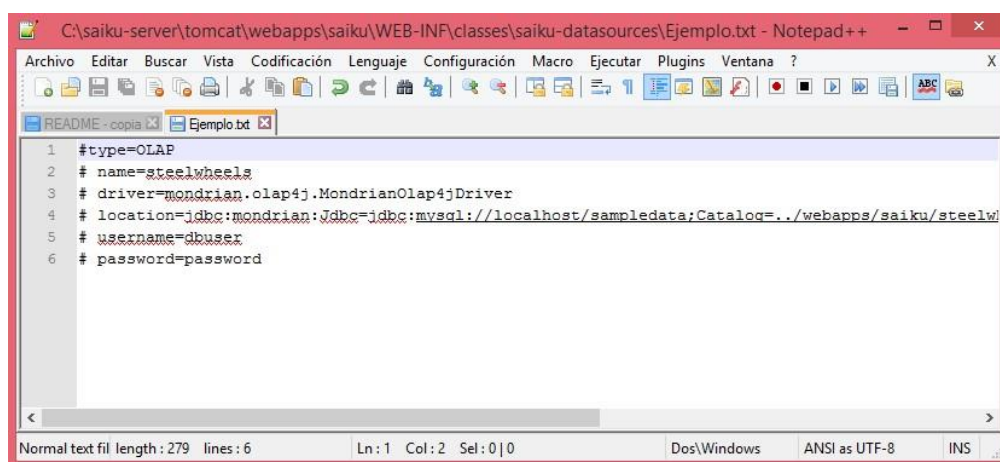 C:\saiku-server\tomcat\webapps\saiku\WEB-INF\classes\saiku-datasources\Ejemplo.txt - Notepad++
Archivo Editar Buscar Vista Codificación Lenguaje Configuración Macro Ejecutar Plugins Ventana ? X
ABC
README - copia Ejemplo.txt
1 #type=OLAP
2 # name=steelwheels
3 # driver=mondrian.olap4j.MondrianOlap4jDriver
4 # location=jdbc:mondrian:Jdbc=jdbc:mysql://localhost/sampledata;Catalog=../webapps/saiku/steelw
5 # username=dbuser
6 # password=password
Normal text fil length : 279 lines : 6 Ln : 1 Col : 2 Sel : 0 | 0 Dos\Windows ANSI as UTF-8 INS